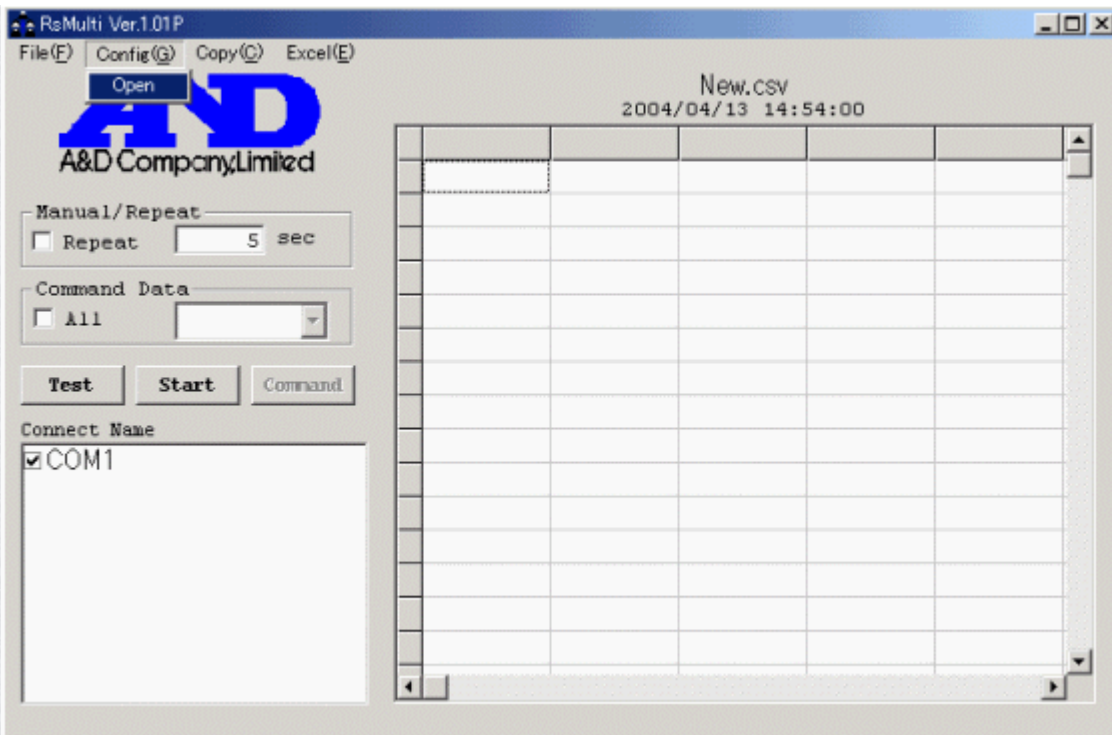 RsMulti Ver.1.01P
File(F) Config(G) Copy(C) Excel(E)
Open
A&D
A&D Company,Limited
New.csv
2004/04/13 14:54:00
Manual/Repeat
Repeat 5 sec
Command Data
All
Test Start Command
Connect Name
COM1